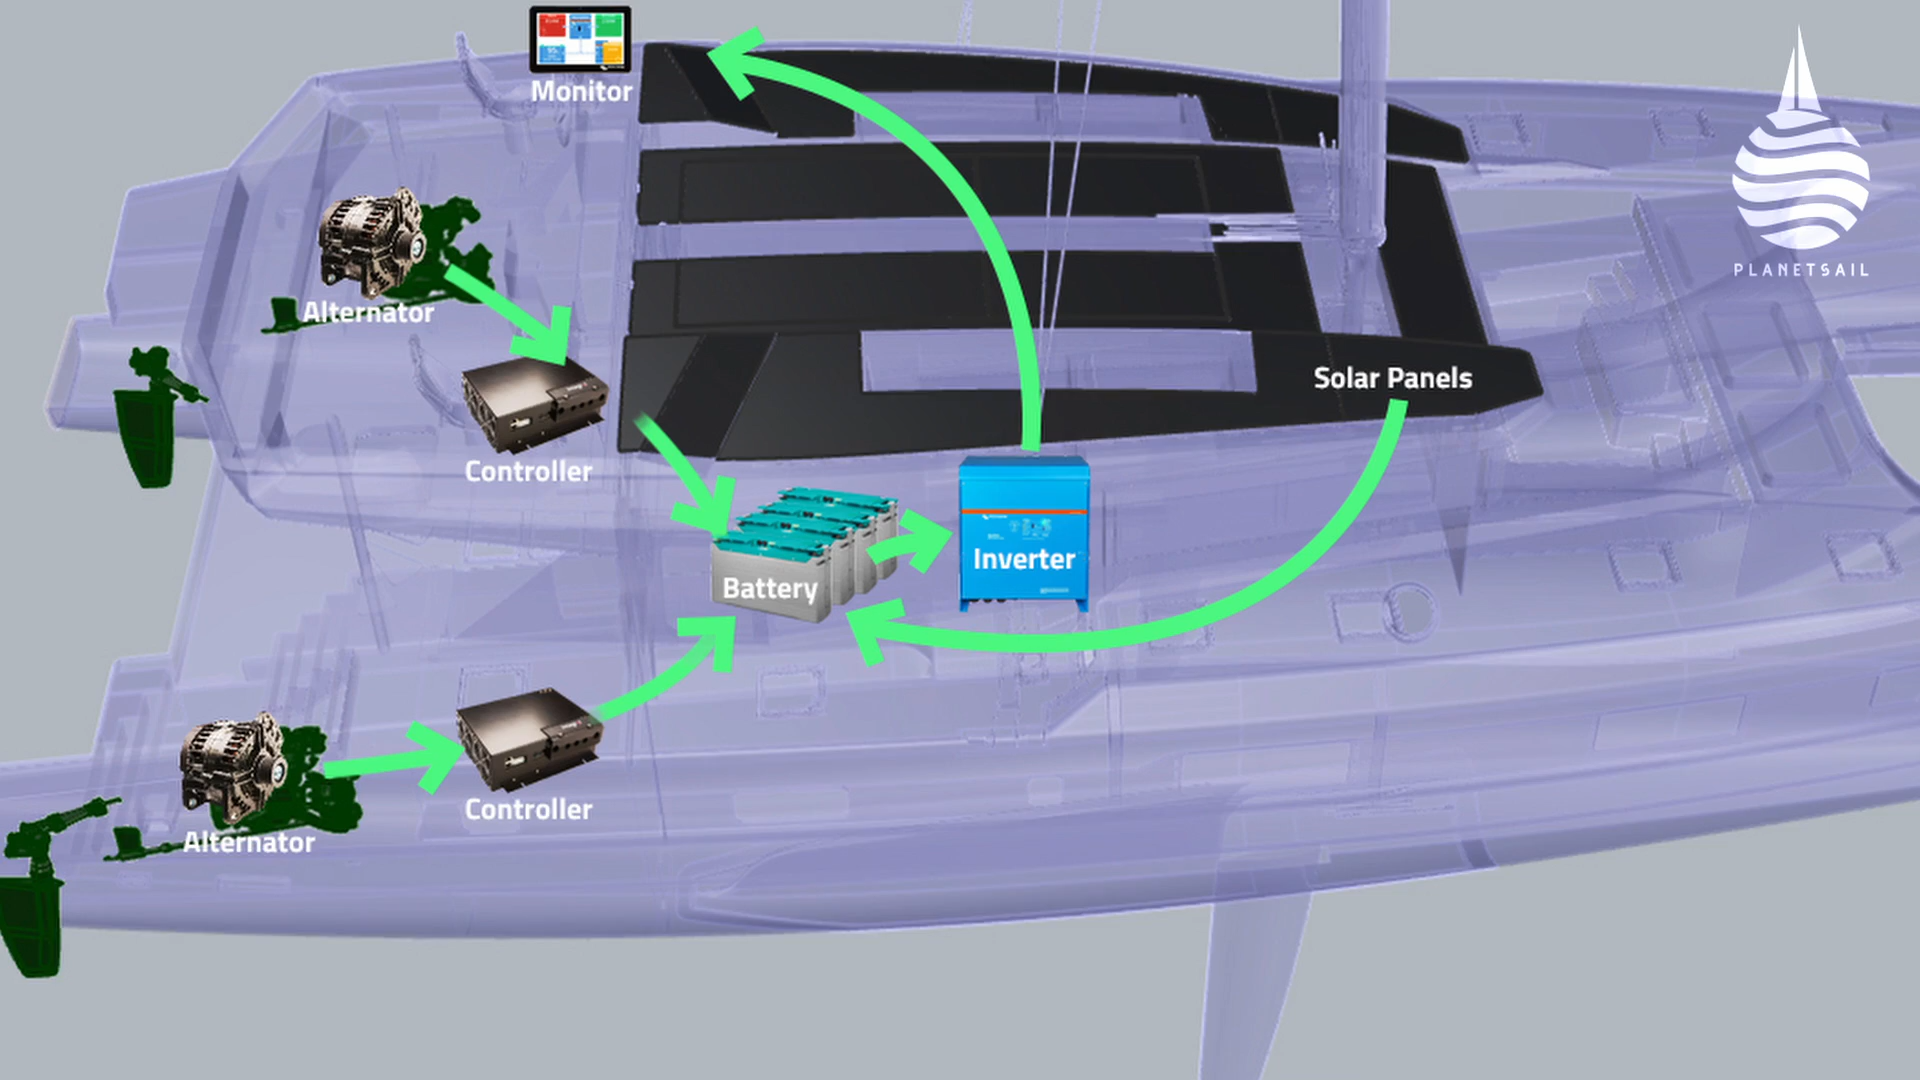 Monitor
PLANETSAIL
Alternator
Solar Panels
Controller
Inverter
Battery
Controller
Alternator